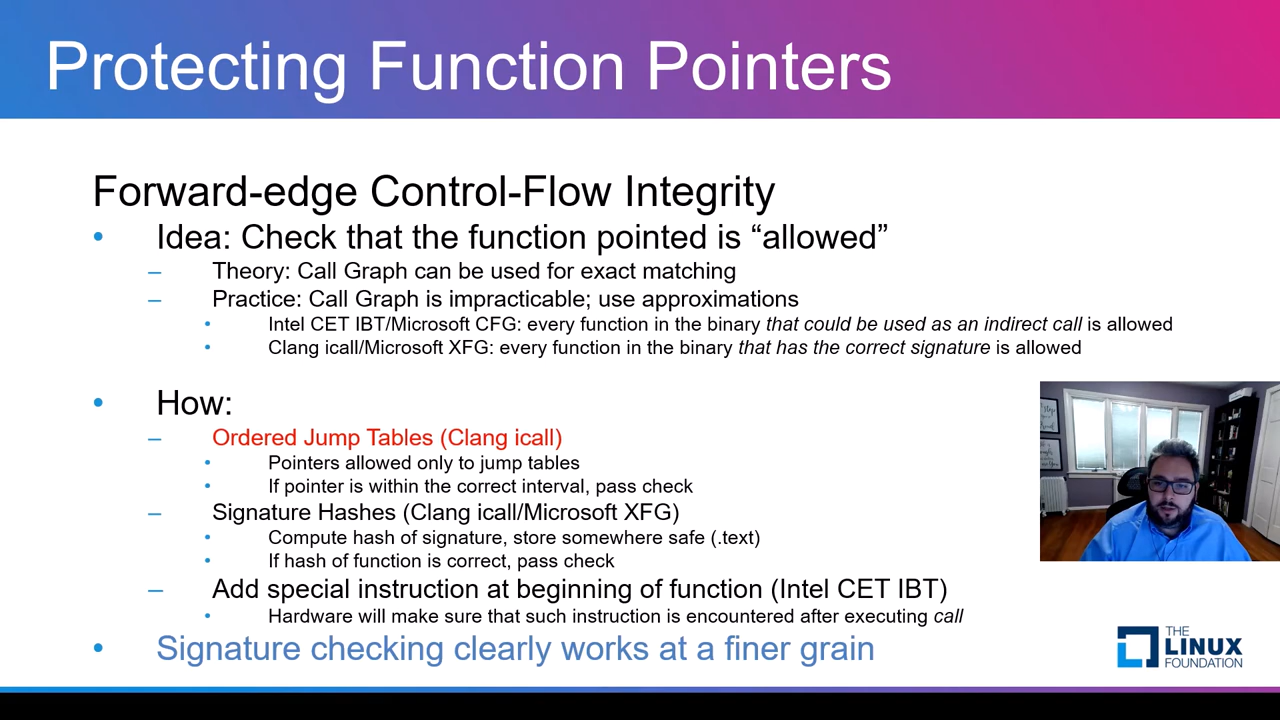 Protecting Function Pointers
Forward-edge Control-Flow Integrity
• Idea: Check that the function pointed is “allowed”
– Theory: Call Graph can be used for exact matching
– Practice: Call Graph is impracticable; use approximations
• Intel CET IBT/Microsoft CFG: every function in the binary that could be used as an indirect call is allowed
• Clang icall/Microsoft XFG: every function in the binary that has the correct signature is allowed
• How:
– Ordered Jump Tables (Clang icall)
• Pointers allowed only to jump tables
• If pointer is within the correct interval, pass check
– Signature Hashes (Clang icall/Microsoft XFG)
• Compute hash of signature, store somewhere safe (.text)
• If hash of function is correct, pass check
– Add special instruction at beginning of function (Intel CET IBT)
• Hardware will make sure that such instruction is encountered after executing call
• Signature checking clearly works at a finer grain
THE
LINUX
FOUNDATION